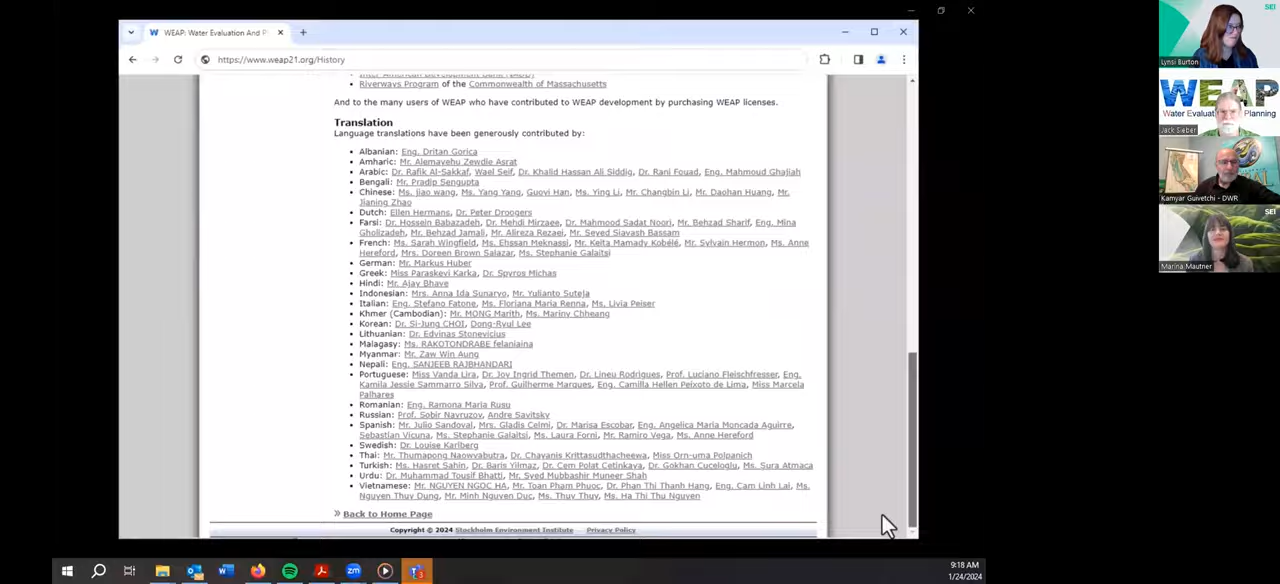 WEAP: Water Evaluation And P
https://www.weap21.org/History
Inter-American Development Bank (IADB)
Riverways Program of the Commonwealth of Massachusetts
And to the many users of WEAP who have contributed to WEAP development by purchasing WEAP licenses.
Translation
Language translations have been generously contributed by:
Albanian: Eng. Dritan Gorica
Amharic: Mr. Alemayehu Zewdie Asrat
Arabic: Dr. Rafik Al-Sakkaf, Wael Seif, Dr. Khalid Hassan Ali Siddig, Dr. Rani Fouad, Eng. Mahmoud Ghajiah
Bengali: Mr. Pradip Sengupta
Chinese: Ms. jiao wang, Ms. Yang Yang, Guoyi Han, Ms. Ying Li, Mr. Changbin Li, Mr. Daohan Huang, Mr.
Jianing Zhao
Dutch: Ellen Hermans, Dr. Peter Droogers
Farsi: Dr. Hossein Babazadeh, Dr. Mehdi Mirzaee, Dr. Mahmood Sadat Noori, Mr. Behzad Sharif, Eng. Mina
Gholizadeh, Mr. Behzad Jamali, Mr. Alireza Rezaei, Mr. Seyed Siavash Bassam
French: Ms. Sarah Wingfield, Ms. Ehssan Meknassi, Mr. Keita Mamady Kobélé, Mr. Sylvain Hermon, Ms. Anne
Hereford, Mrs. Doreen Brown Salazar, Ms. Stephanie Galaitsi
German: Mr. Markus Huber
Greek: Miss Paraskevi Karka, Dr. Spyros Michas
Hindi: Mr. Ajay Bhave
Indonesian: Mrs. Anna Ida Sunaryo, Mr. Yulianto Suteja
Italian: Eng. Stefano Fatone, Ms. Floriana Maria Renna, Ms. Livia Peiser
Khmer (Cambodian): Mr. MONG Marith, Ms. Mariny Chheang
Korean: Dr. Si-Jung CHOI, Dong-Ryul Lee
Lithuanian: Dr. Edvinas Stonevicius
Malagasy: Ms. RAKOTONDRABE felaniaina
Myanmar: Mr. Zaw Win Aung
Nepali: Eng. SANJEEB RAJBHANDARI
Portuguese: Miss Vanda Lira, Dr. Joy Ingrid Themen, Dr. Lineu Rodrigues, Prof. Luciano Fleischfresser, Eng.
Kamila Jessie Sammarro Silva, Prof. Guilherme Marques, Eng. Camilla Hellen Peixoto de Lima, Miss Marcela
Palhares
Romanian: Eng. Ramona Maria Rusu
Russian: Prof. Sobir Navruzov, Andre Savitsky
Spanish: Mr. Julio Sandoval, Mrs. Gladis Celmi, Dr. Marisa Escobar, Eng. Angelica Maria Moncada Aguirre,
Sebastian Vicuna, Ms. Stephanie Galaitsi, Ms. Laura Forni, Mr. Ramiro Vega, Ms. Anne Hereford
Swedish: Dr. Louise Karlberg
Thai: Mr. Thumapong Naowvabutra, Dr. Chayanis Krittasudthacheewa, Miss Orn-uma Polpanich
Turkish: Ms. Hasret Sahin, Dr. Baris Yilmaz, Dr. Cem Polat Cetinkaya, Dr. Gokhan Cuceloglu, Ms. Şura Atmaca
Urdu: Dr. Muhammad Tousif Bhatti, Mr. Syed Mubbashir Muneer Shah
Vietnamese: Mr. NGUYEN NGOC HA, Mr. Toan Pham Phuoc, Dr. Phan Thi Thanh Hang, Eng. Cam Linh Lai, Ms.
Nguyen Thuy Dung, Mr. Minh Nguyen Duc, Ms. Thuy Thuy, Ms. Ha Thi Thu Nguyen
» Back to Home Page
Copyright © 2024 Stockholm Environment Institute Privacy Policy
9:18 AM
1/24/2024
SEI
Lynsi Burton
WEAP
Water Evaluat Planning
Jack Sieber
Kamyar Guivetchi - DWR
SEI
Marina Mautner